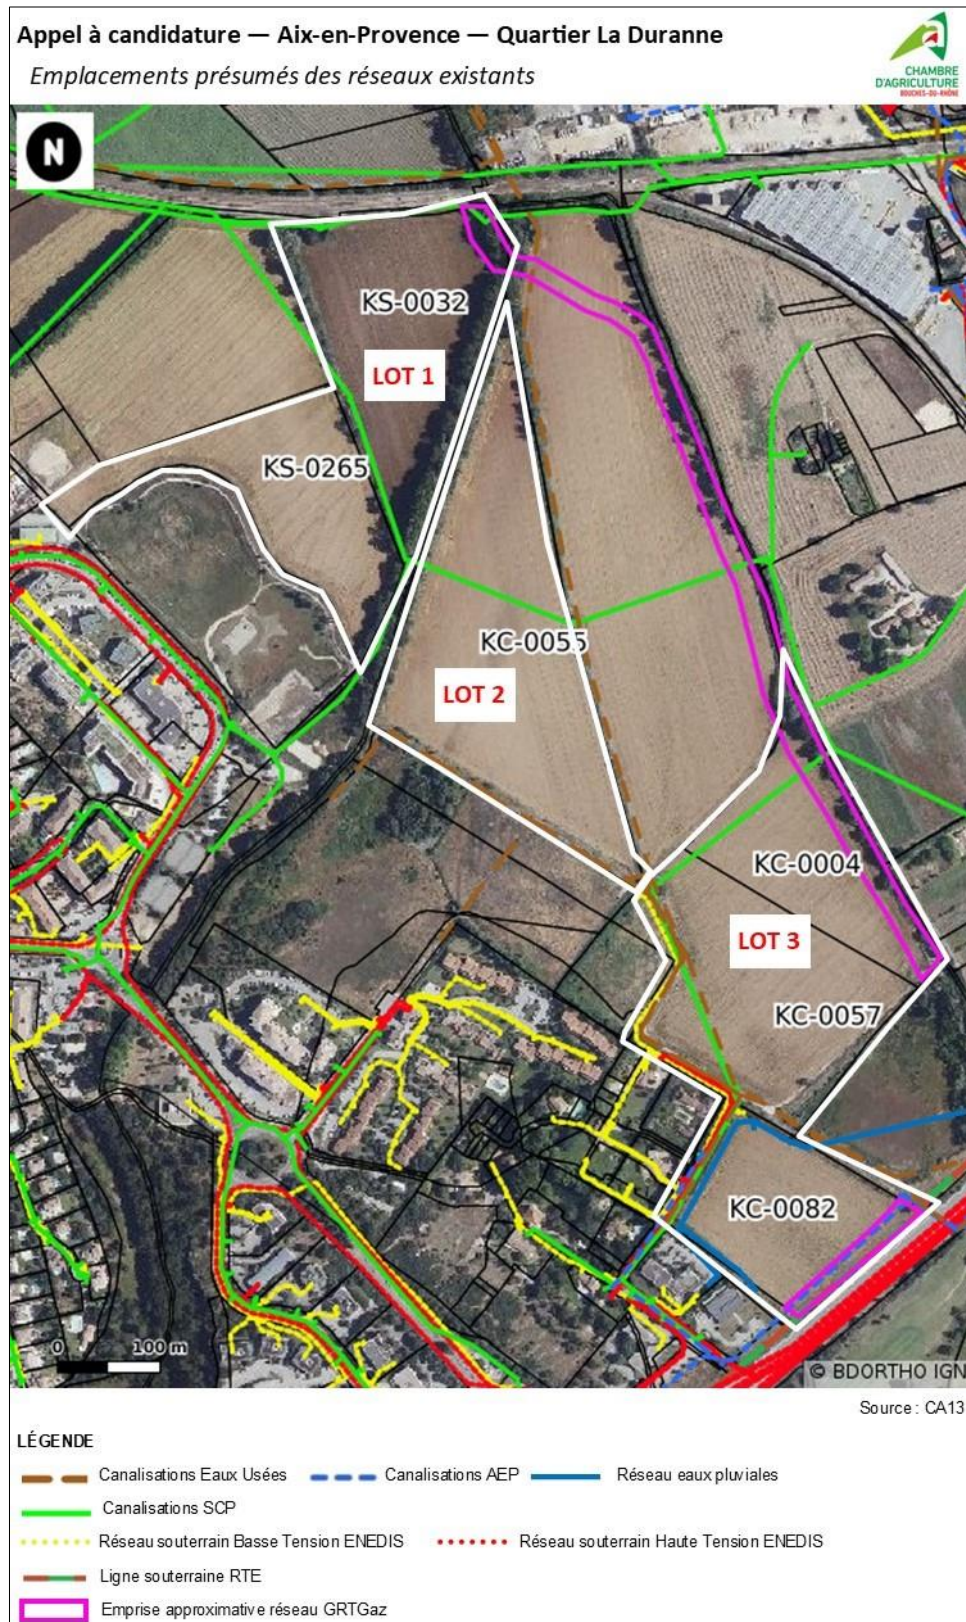 Appel à candidature — Aix-en-Provence — Quartier La Duranne
Emplacements présumés des réseaux existants
CHAMBRE
D'AGRICULTURE
BOUCHES-DU-RHÔNE
N
KS-0032
LOT 1
KS-0265
KC-0055
LOT 2
KC-0004
LOT 3
KC-0057
KC-0082
0 100 m
© BDORTHO IGN
Source : CA13
LÉGENDE
Canalisations Eaux Usées Canalisations AEP Réseau eaux pluviales
Canalisations SCP
Réseau souterrain Basse Tension ENEDIS Réseau souterrain Haute Tension ENEDIS
Ligne souterraine RTE
Emprise approximative réseau GRTGaz